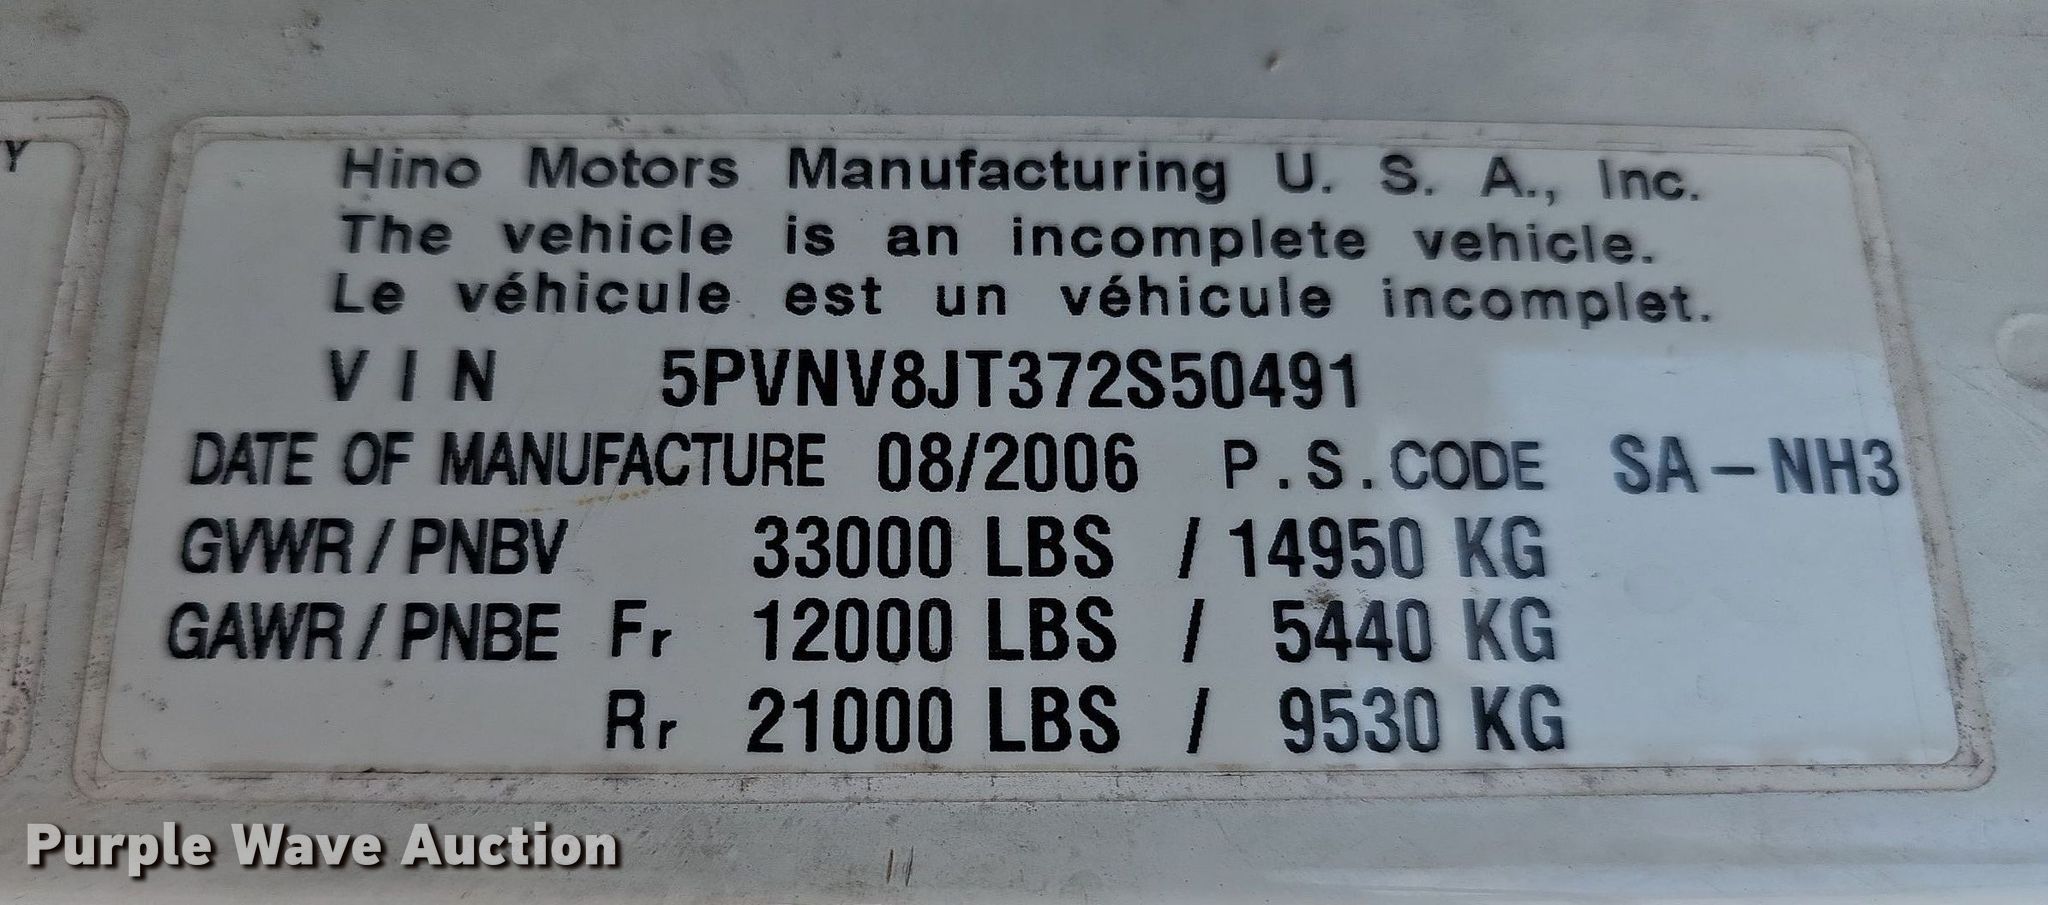 Y
Hino Motors Manufacturing U. S. A., Inc.
The vehicle is an incomplete vehicle.
Le véhicule est un véhicule incomplet.
VIN 5PVNV8JT372S50491
DATE OF MANUFACTURE 08/2006 P.S.CODE SA-NH3
GVWR/PNBV 33000 LBS / 14950 KG
GAWR/PNBE Fr 12000 LBS / 5440 KG
Rr 21000 LBS / 9530 KG
Purple Wave Auction